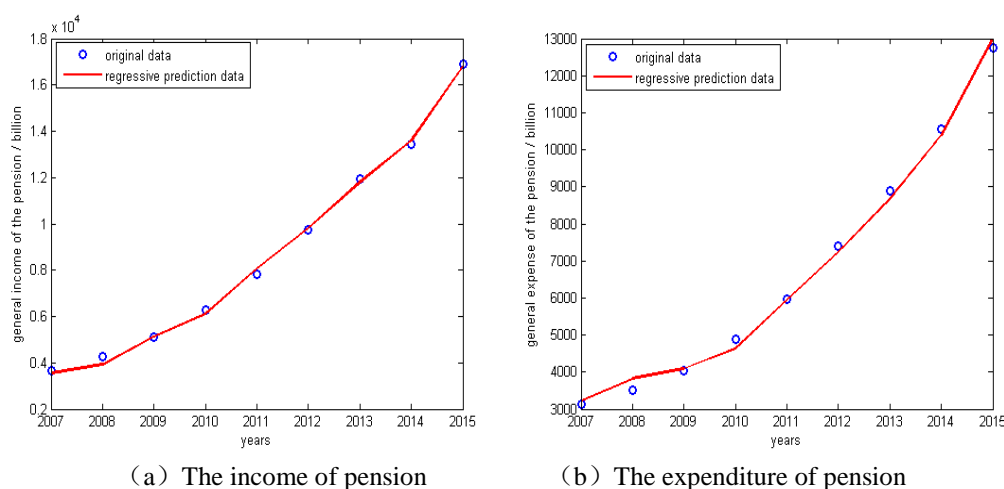 x 10⁴
1.8
1.6
1.4
1.2
1
0.8
0.6
0.4
0.2
2007 2008 2009 2010 2011 2012 2013 2014 2015
years
general income of the pension / billion
original data
regressive prediction data
(a) The income of pension
13000
12000
11000
10000
9000
8000
7000
6000
5000
4000
3000
2007 2008 2009 2010 2011 2012 2013 2014 2015
years
general expense of the pension / billion
original data
regressive prediction data
(b) The expenditure of pension